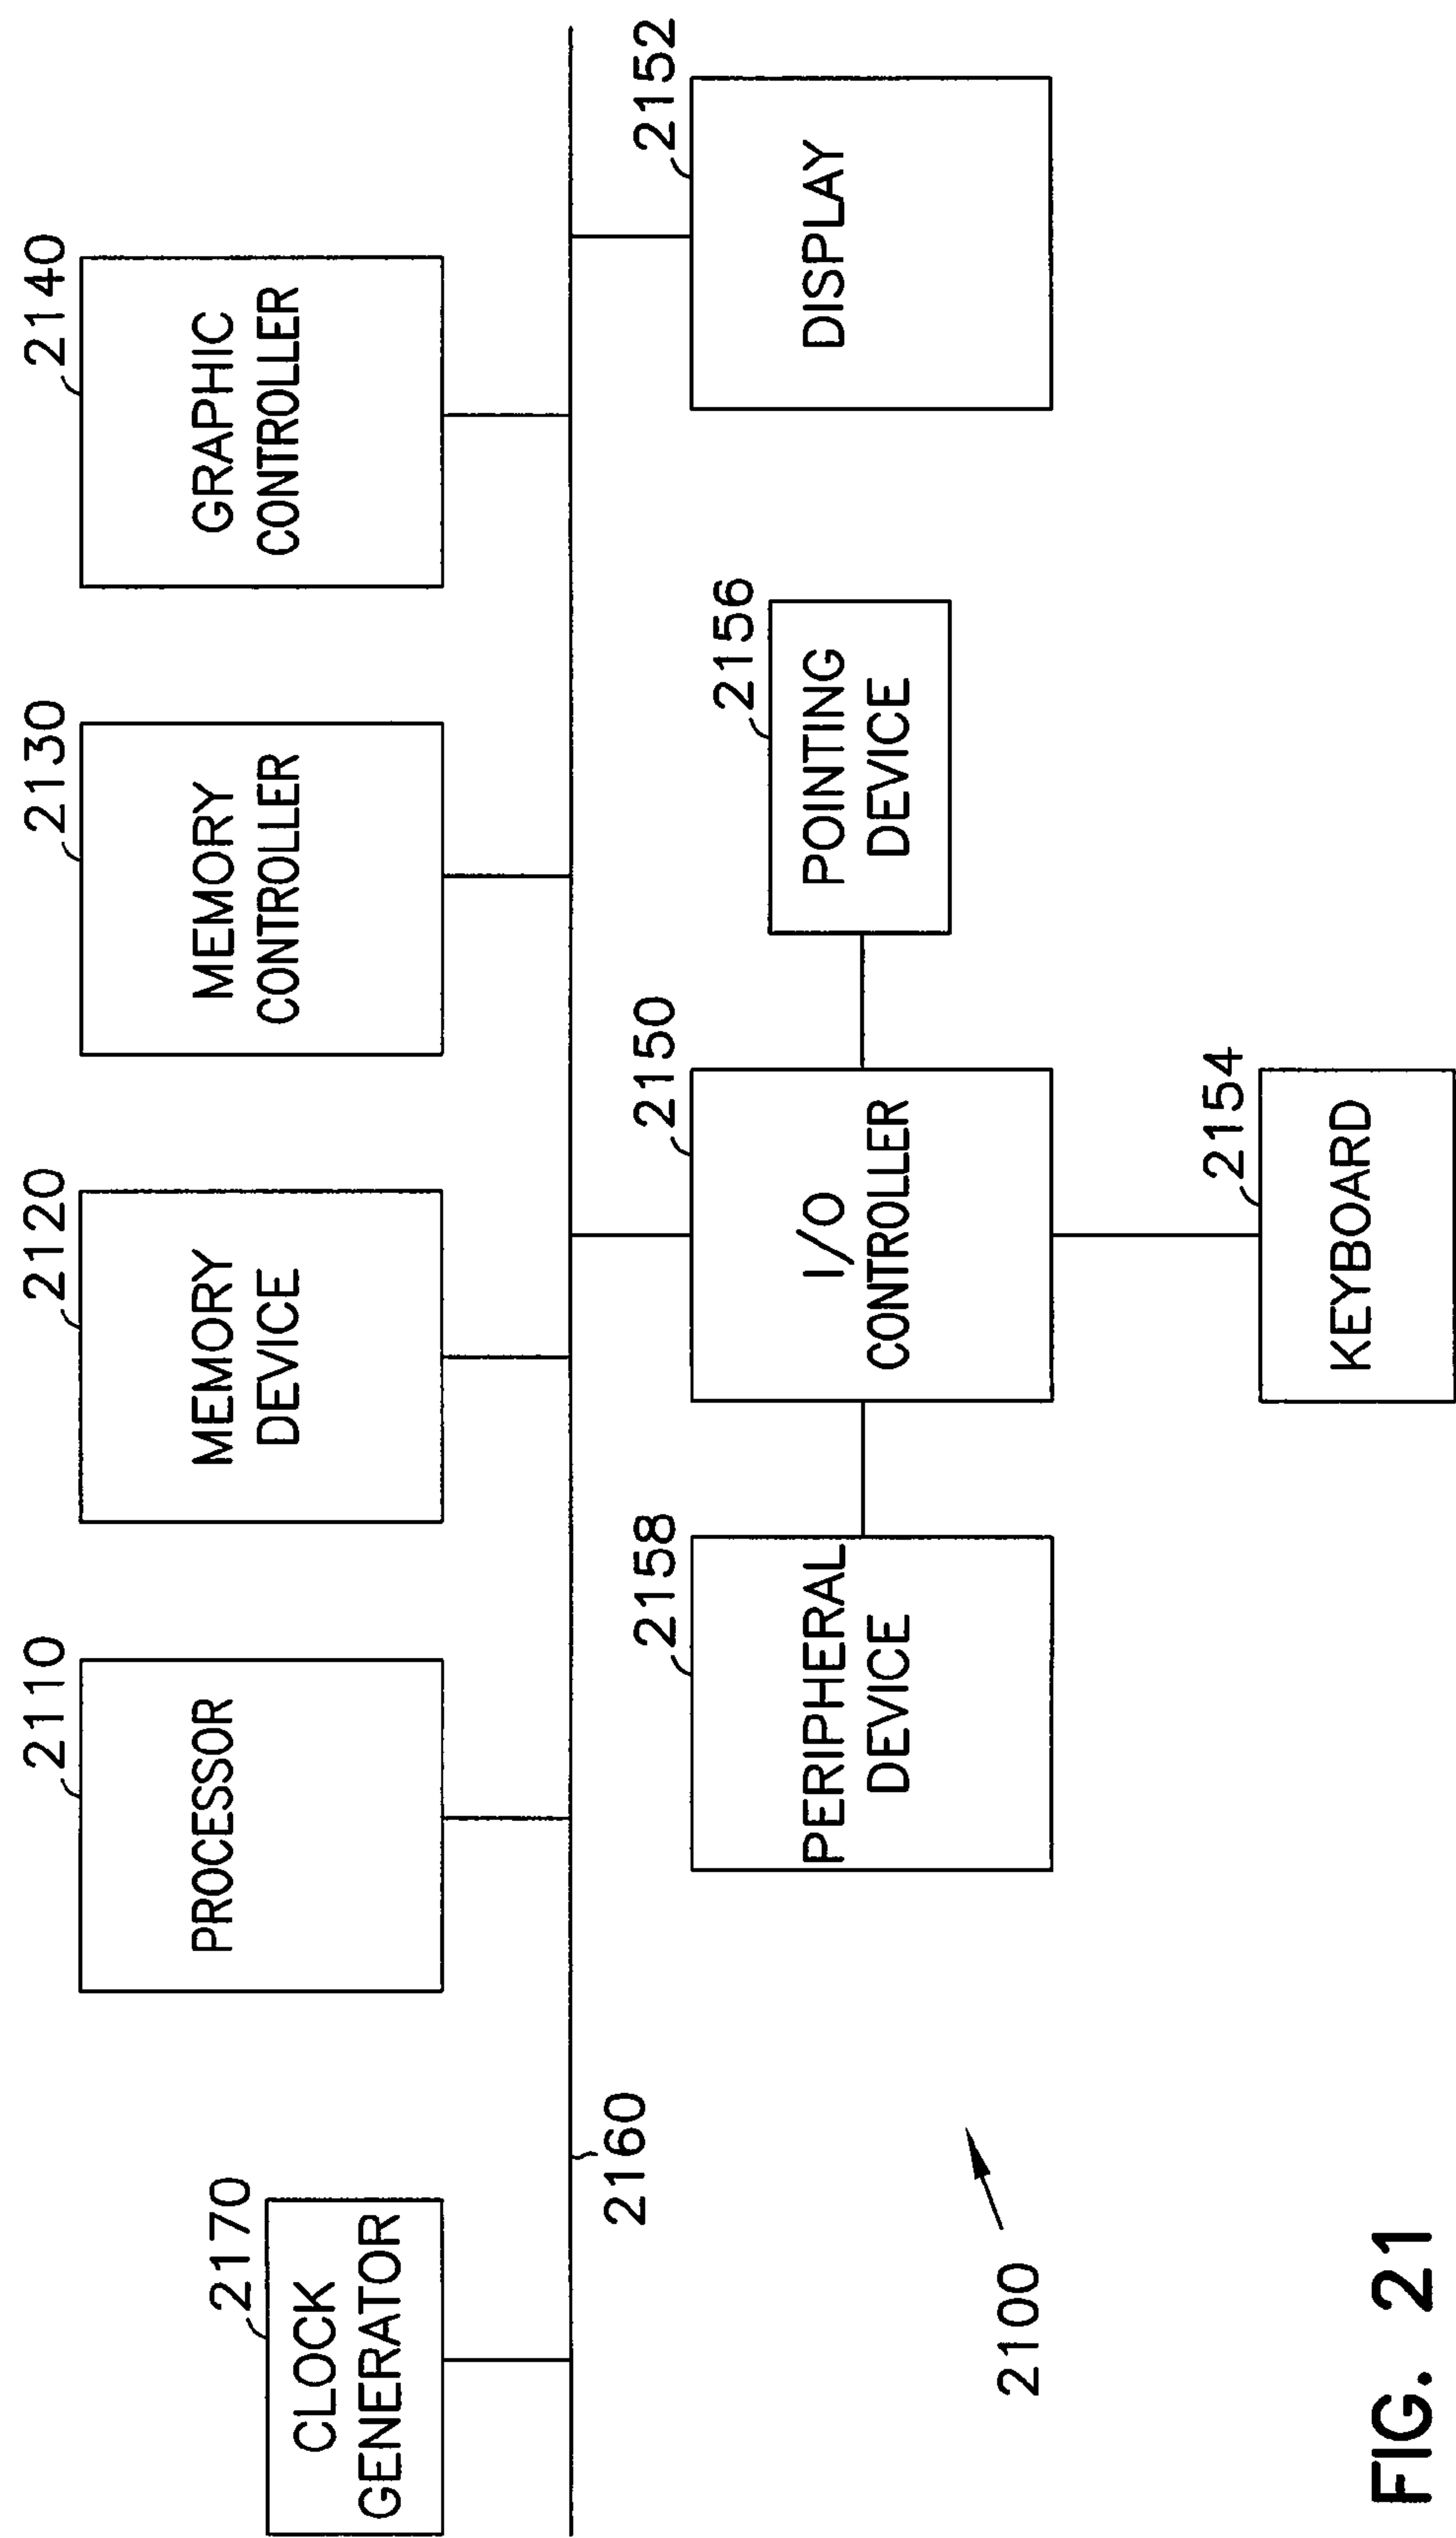 2170
CLOCK
GENERATOR
2110
PROCESSOR
2120
MEMORY
DEVICE
2130
MEMORY
CONTROLLER
2140
GRAPHIC
CONTROLLER
2160
2158
PERIPHERAL
DEVICE
2150
I/O
CONTROLLER
2156
POINTING
DEVICE
2152
DISPLAY
2100
2154
KEYBOARD
FIG. 21